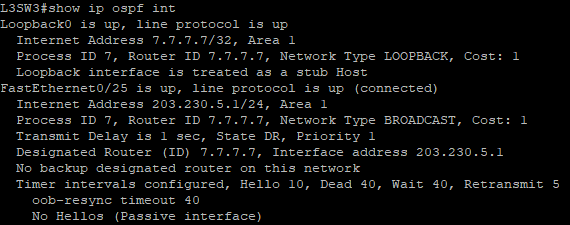 L3SW3#show ip ospf int
Loopback0 is up, line protocol is up
Internet Address 7.7.7.7/32, Area 1
Process ID 7, Router ID 7.7.7.7, Network Type LOOPBACK, Cost: 1
Loopback interface is treated as a stub Host
FastEthernet0/25 is up, line protocol is up (connected)
Internet Address 203.230.5.1/24, Area 1
Process ID 7, Router ID 7.7.7.7, Network Type BROADCAST, Cost: 1
Transmit Delay is 1 sec, State DR, Priority 1
Designated Router (ID) 7.7.7.7, Interface address 203.230.5.1
No backup designated router on this network
Timer intervals configured, Hello 10, Dead 40, Wait 40, Retransmit 5
oob-resync timeout 40
No Hellos (Passive interface)